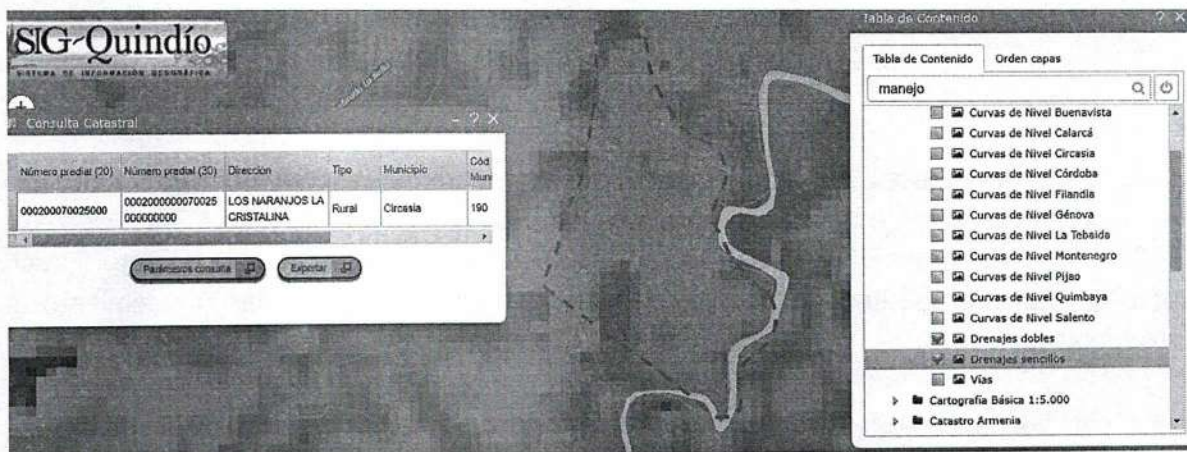 SIG-Quindío
SISTEMA DE INFORMACIÓN GEOGRÁFICA
Consulta Catastral
Número predial (20) Número predial (30) Dirección Tipo Municipio Cód Muni
000200070025000 0002000000070025 000000000 LOS NARANJOS LA CRISTALINA Rural Circasia 190
Parámetros consulta
Exportar
Tabla de Contenido
Tabla de Contenido Orden capas
manejo
Curvas de Nivel Buenavista
Curvas de Nivel Calarcá
Curvas de Nivel Circasia
Curvas de Nivel Córdoba
Curvas de Nivel Filandia
Curvas de Nivel Génova
Curvas de Nivel La Tebaida
Curvas de Nivel Montenegro
Curvas de Nivel Pijao
Curvas de Nivel Quimbaya
Curvas de Nivel Salento
Drenajes dobles
Drenajes sencillos
Vías
Cartografía Básica 1:5.000
Catastro Armenia